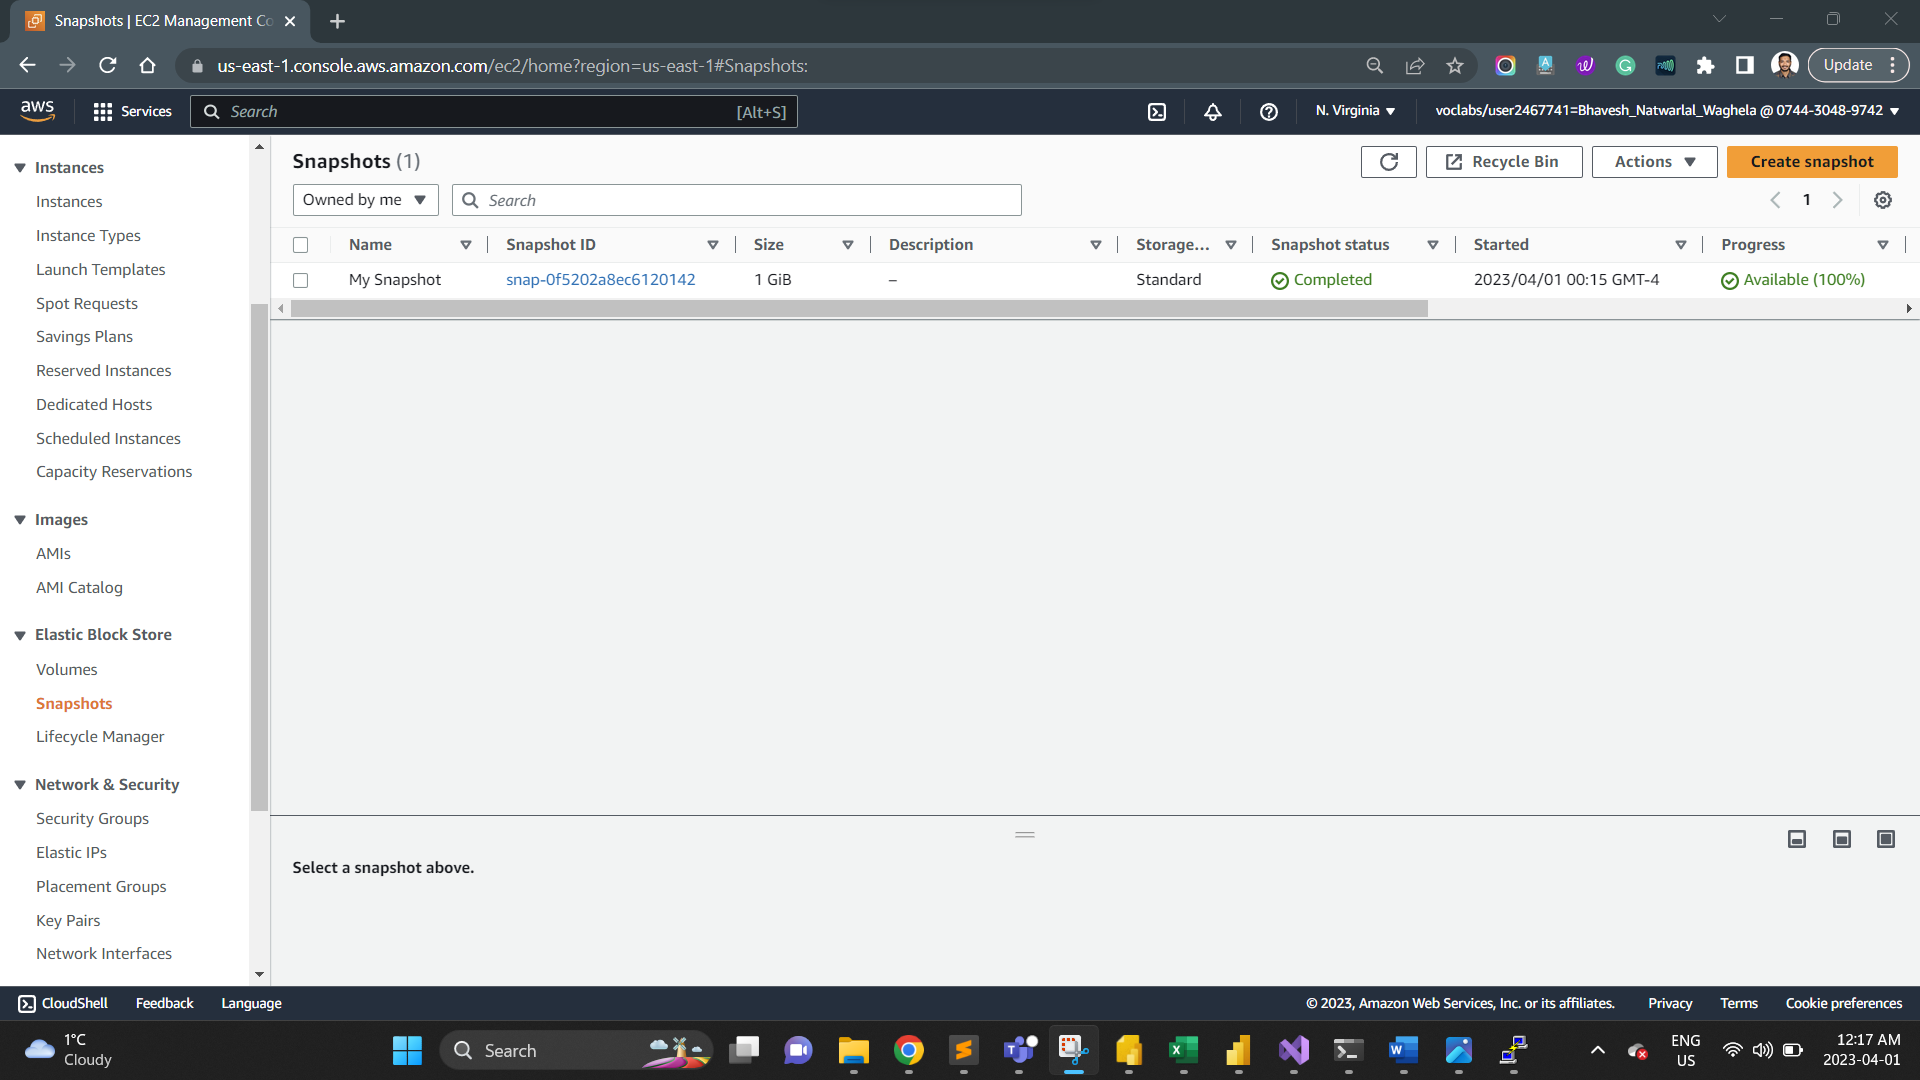 Snapshots | EC2 Management Co
us-east-1.console.aws.amazon.com/ec2/home?region=us-east-1#Snapshots:
Update
aws
Services
Search
[Alt+S]
N. Virginia
voclabs/user2467741=Bhavesh_Natwarlal_Waghela @ 0744-3048-9742
Instances
Instances
Instance Types
Launch Templates
Spot Requests
Savings Plans
Reserved Instances
Dedicated Hosts
Scheduled Instances
Capacity Reservations
Images
AMIs
AMI Catalog
Elastic Block Store
Volumes
Snapshots
Lifecycle Manager
Network & Security
Security Groups
Elastic IPs
Placement Groups
Key Pairs
Network Interfaces
Snapshots (1)
Recycle Bin
Actions
Create snapshot
Owned by me
Search
1
Name Snapshot ID Size Description Storage... Snapshot status Started Progress
My Snapshot snap-0f5202a8ec6120142 1 GiB – Standard Completed 2023/04/01 00:15 GMT-4 Available (100%)
Select a snapshot above.
CloudShell Feedback Language
© 2023, Amazon Web Services, Inc. or its affiliates. Privacy Terms Cookie preferences
1°C
Cloudy
Search
ENG
US
12:17 AM
2023-04-01